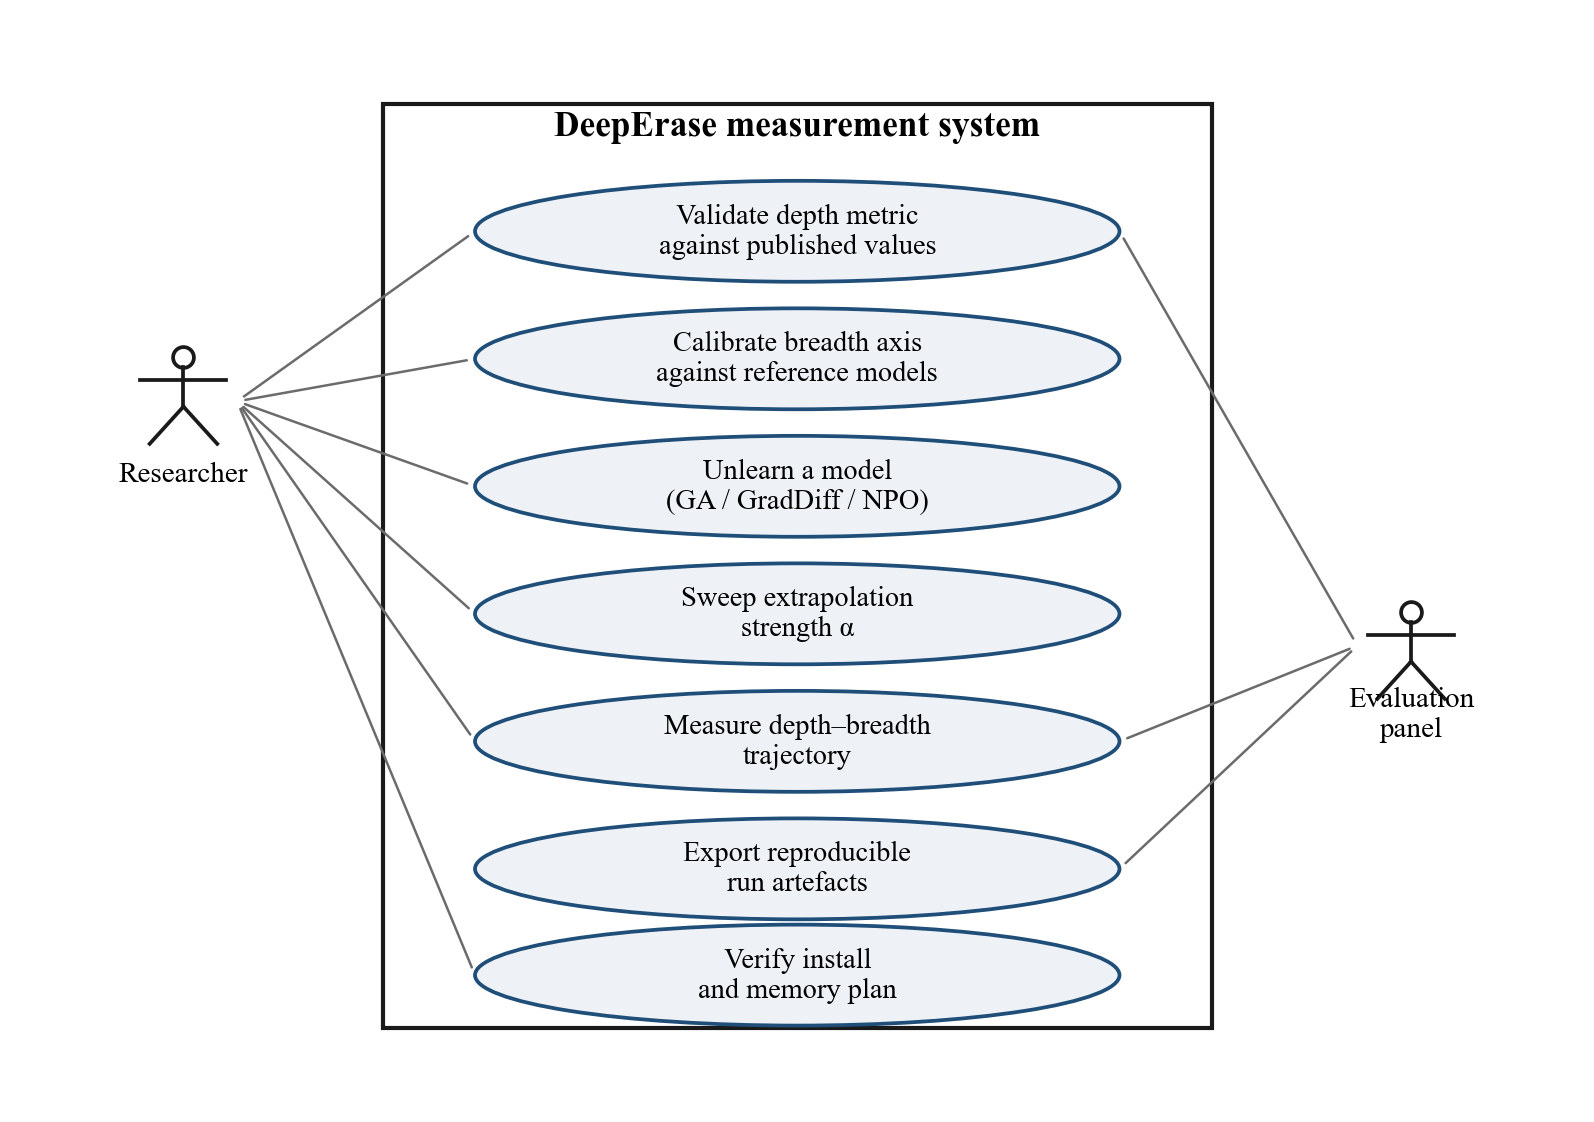 DeepErase measurement system
Validate depth metric
against published values
Calibrate breadth axis
against reference models
Unlearn a model
(GA / GradDiff / NPO)
Sweep extrapolation
strength α
Measure depth–breadth
trajectory
Export reproducible
run artefacts
Verify install
and memory plan
Researcher
Evaluation
panel